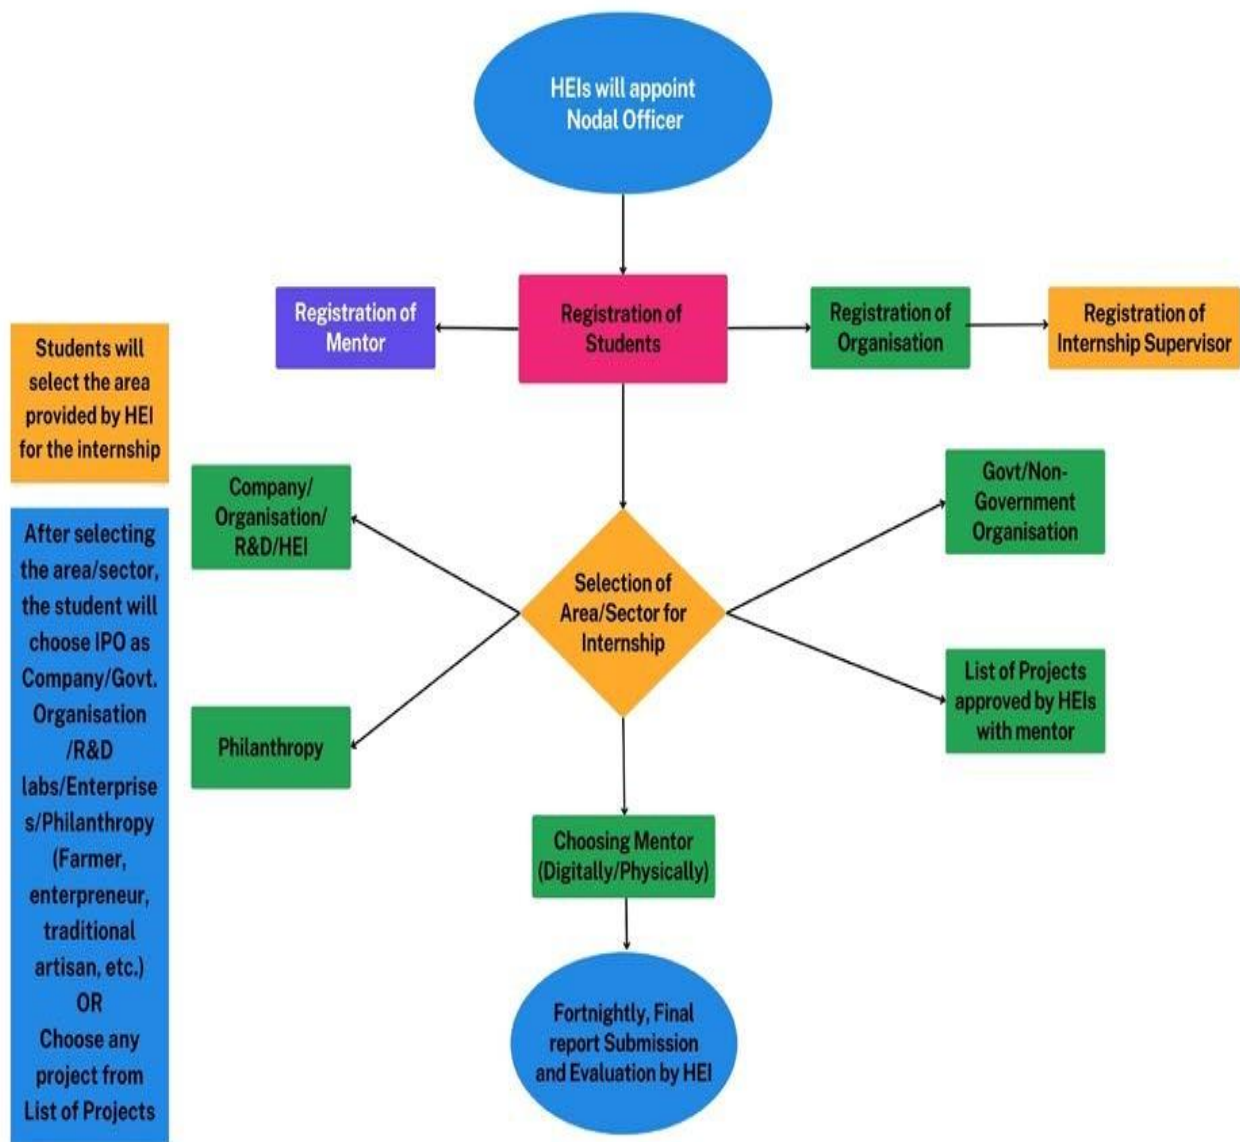 HEIs will appoint
Nodal Officer
Registration of
Mentor
Registration of
Students
Registration of
Organisation
Registration of
Internship Supervisor
Students will
select the area
provided by HEI
for the internship
Company/
Organisation/
R&D/HEI
Govt/Non-
Government
Organisation
Selection of
Area/Sector for
Internship
Philanthropy
List of Projects
approved by HEIs
with mentor
After selecting
the area/sector,
the student will
choose IPO as
Company/Govt.
Organisation
/R&D
labs/Enterprise
s/Philanthropy
(Farmer,
enterpreneur,
traditional
artisan, etc.)
OR
Choose any
project from
List of Projects
Choosing Mentor
(Digitally/Physically)
Fortnightly, Final
report Submission
and Evaluation by HEI